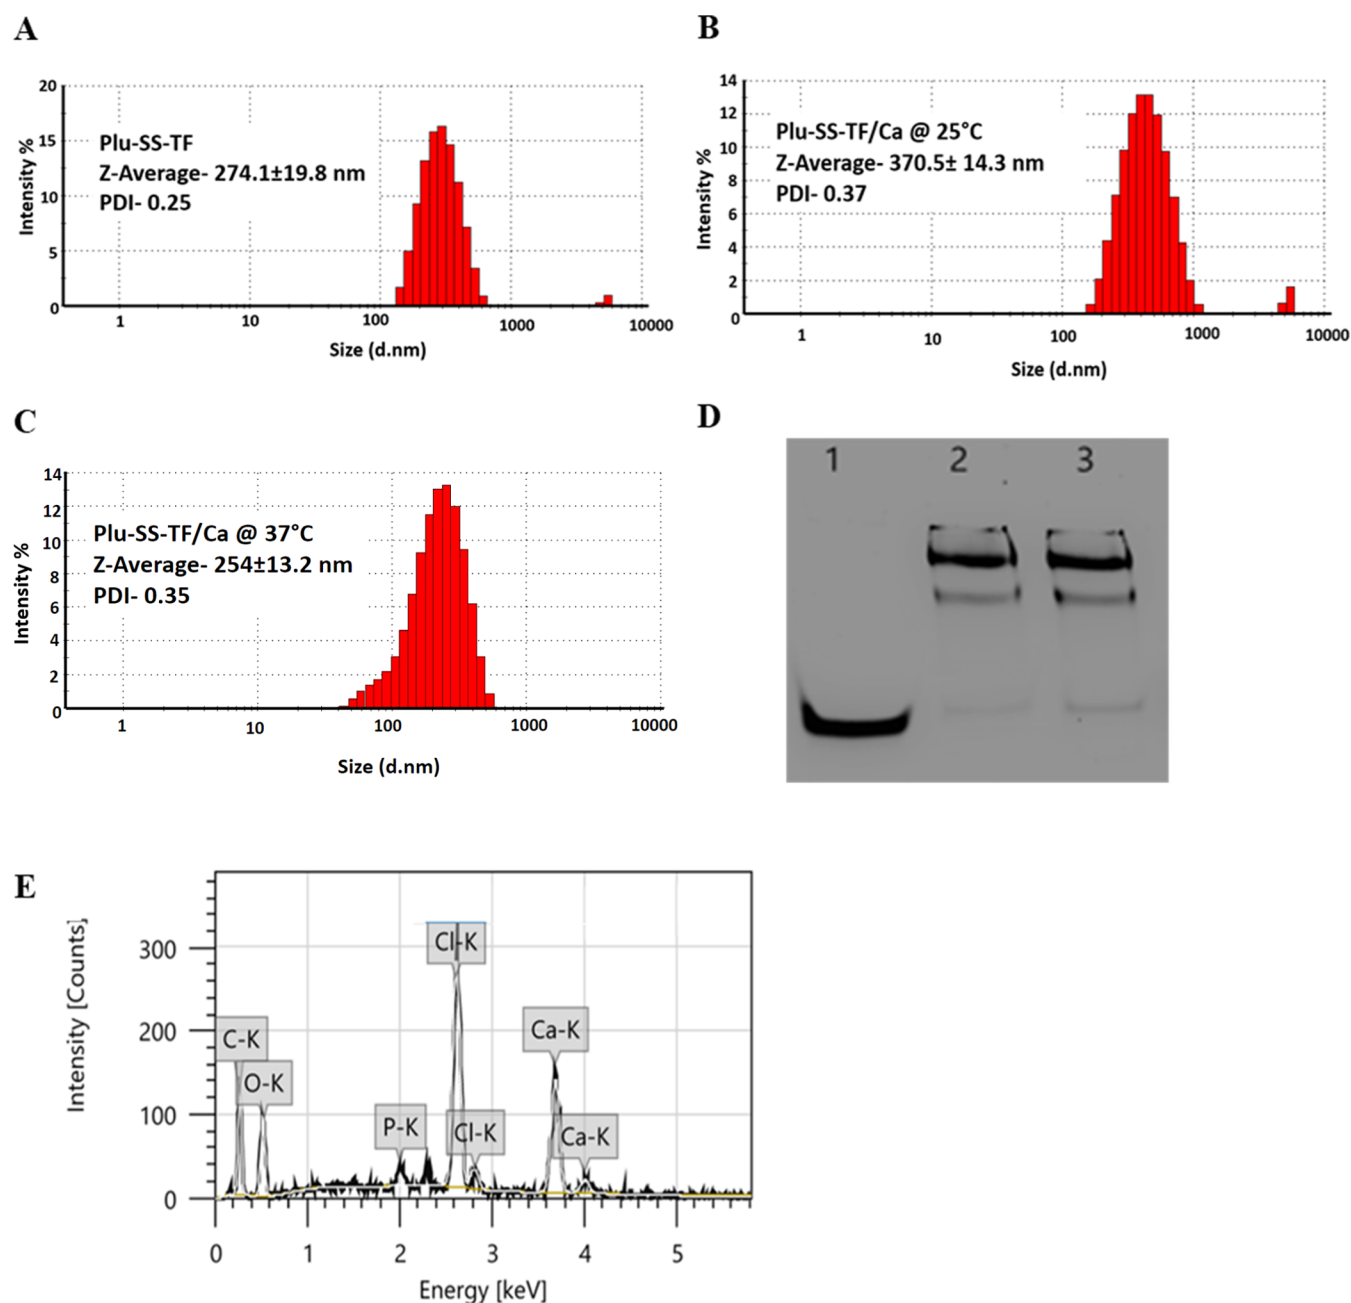 A
20
15
10
5
0
Intensity %
Plu-SS-TF
Z-Average- 274.1±19.8 nm
PDI- 0.25
1 10 100 1000 10000
Size (d.nm)
B
14
12
10
8
6
4
2
0
Intensity %
Plu-SS-TF/Ca @ 25°C
Z-Average- 370.5± 14.3 nm
PDI- 0.37
1 10 100 1000 10000
Size (d.nm)
C
14
12
10
8
6
4
2
0
Intensity %
Plu-SS-TF/Ca @ 37°C
Z-Average- 254±13.2 nm
PDI- 0.35
1 10 100 1000 10000
Size (d.nm)
D
1 2 3
E
Intensity [Counts]
300
200
100
0
C-K
O-K
P-K
Cl-K
Cl-K
Ca-K
Ca-K
0 1 2 3 4 5
Energy [keV]